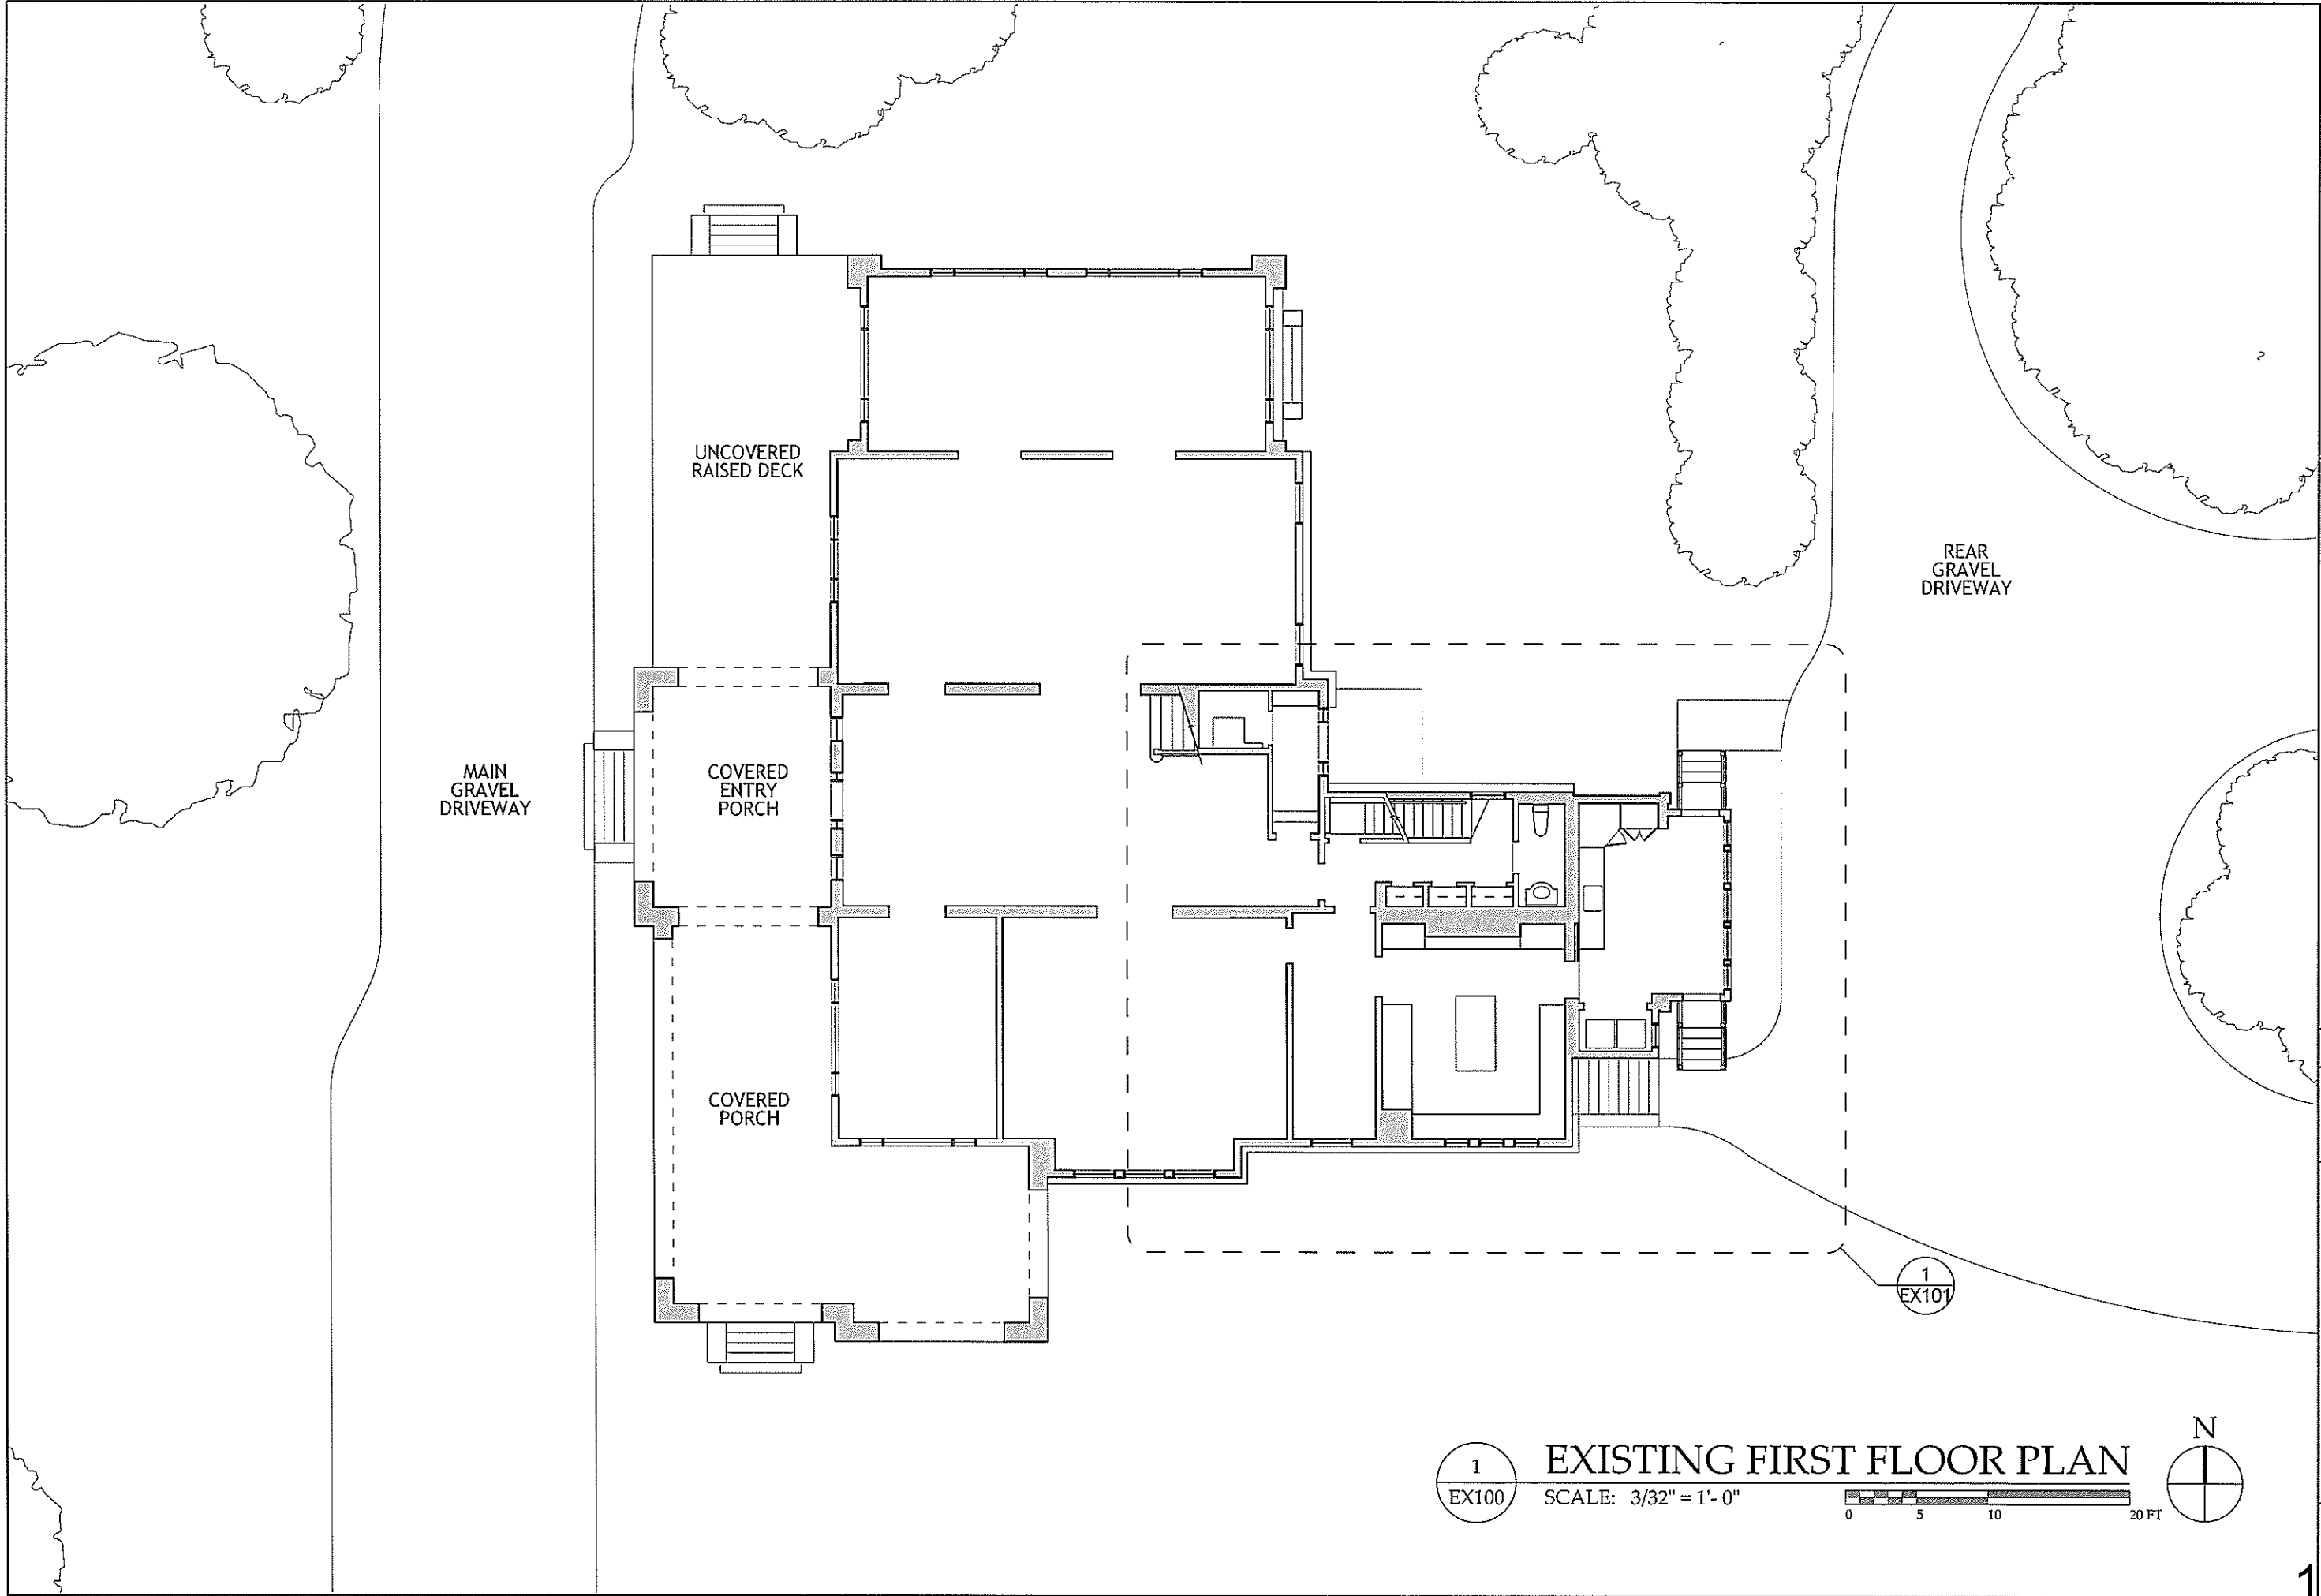 UNCOVERED
RAISED DECK
REAR
GRAVEL
DRIVEWAY
MAIN
GRAVEL
DRIVEWAY
COVERED
ENTRY
PORCH
COVERED
PORCH
1
EX101
N
1
EX100
EXISTING FIRST FLOOR PLAN
SCALE: 3/32" = 1'- 0"
0 5 10 20 FT
1